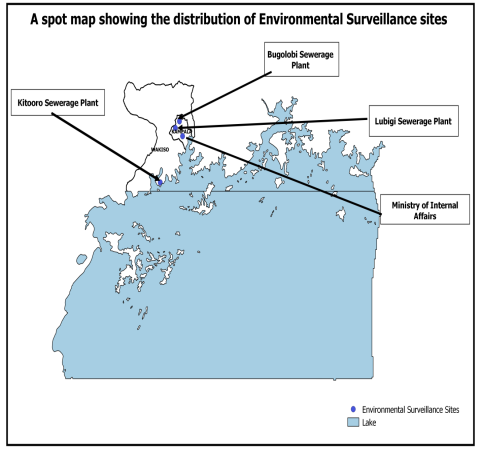 A spot map showing the distribution of Environmental Surveillance sites
Bugolobi Sewerage
Plant
Kitooro Sewerage Plant
Lubigi Sewerage Plant
WAKISO
Ministry of Internal
Affairs
Environmental Surveillance Sites
Lake